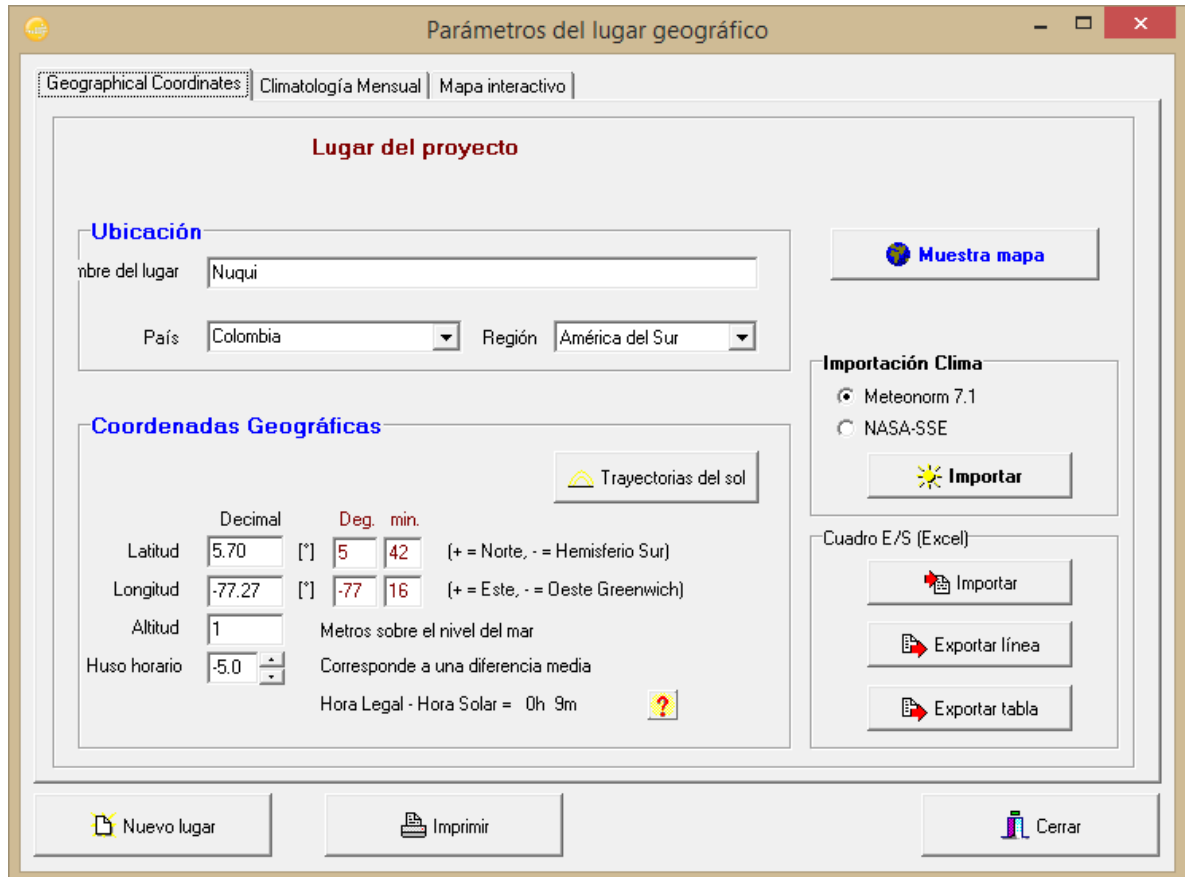 Parámetros del lugar geográfico
Geographical Coordinates Climatología Mensual Mapa interactivo
Lugar del proyecto
Ubicación
nbre del lugar Nuqui
País Colombia Región América del Sur
Muestra mapa
Importación Clima
Meteonorm 7.1
NASA-SSE
Importar
Coordenadas Geográficas
Trayectorias del sol
Decimal Deg. min.
Latitud 5.70 [°] 5 42 (+ = Norte, - = Hemisferio Sur)
Longitud -77.27 [°] -77 16 (+ = Este, - = Oeste Greenwich)
Altitud 1 Metros sobre el nivel del mar
Huso horario -5.0 Corresponde a una diferencia media
Hora Legal - Hora Solar = 0h 9m ?
Cuadro E/S (Excel)
Importar
Exportar línea
Exportar tabla
Nuevo lugar Imprimir Cerrar